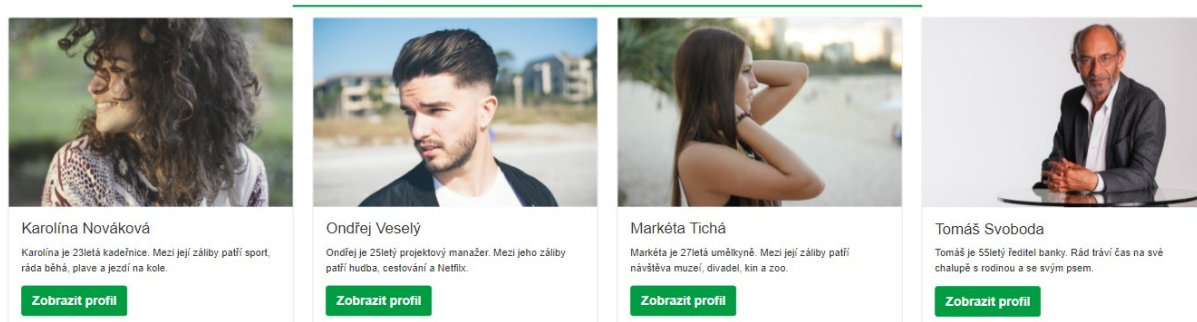 Karolína Nováková
Karolína je 23letá kadeřnice. Mezi její záliby patří sport,
ráda běhá, plave a jezdí na kole.
Zobrazit profil
Ondřej Veselý
Ondřej je 25letý projektový manažer. Mezi jeho záliby
patří hudba, cestování a Netfilx.
Zobrazit profil
Markéta Tichá
Markéta je 27letá umělkyně. Mezi její záliby patří
návštěva muzeí, divadel, kin a zoo.
Zobrazit profil
Tomáš Svoboda
Tomáš je 55letý ředitel banky. Rád tráví čas na své
chalupě s rodinou a se svým psem.
Zobrazit profil